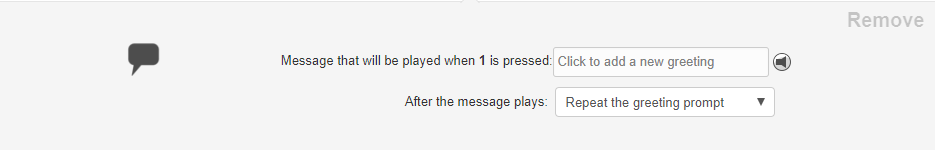 Remove
Message that will be played when 1 is pressed: Click to add a new greeting
After the message plays: Repeat the greeting prompt